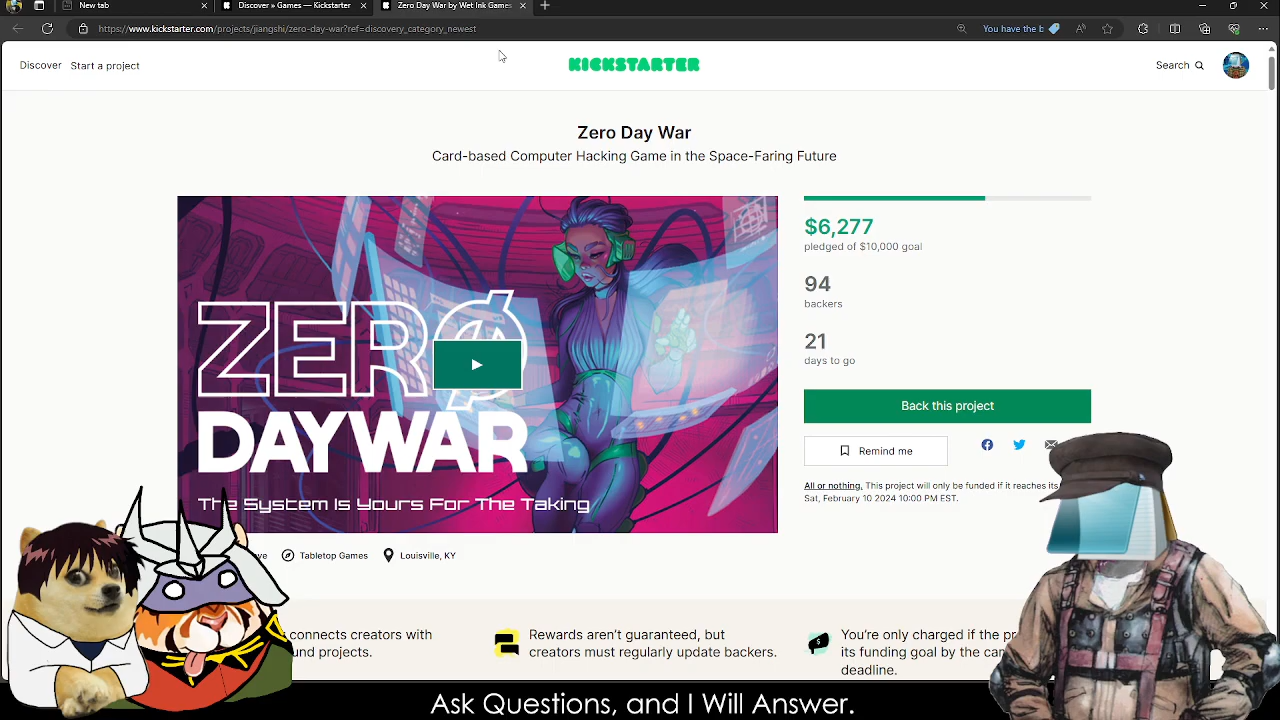 New tab
Discover » Games — Kickstarter
Zero Day War by Wet Ink Games
https://www.kickstarter.com/projects/jiangshi/zero-day-war?ref=discovery_category_newest
You have the b
Discover
Start a project
KICKSTARTER
Search
Zero Day War
Card-based Computer Hacking Game in the Space-Faring Future
ZERO
DAYWAR
The System Is Yours For The Taking
$6,277
pledged of $10,000 goal
94
backers
21
days to go
Back this project
Remind me
All or nothing. This project will only be funded if it reaches its
Sat, February 10 2024 10:00 PM EST.
Tabletop Games
Louisville, KY
connects creators with
und projects.
Rewards aren't guaranteed, but
creators must regularly update backers.
You're only charged if the pr
its funding goal by the cam
deadline.
Ask Questions, and I Will Answer.